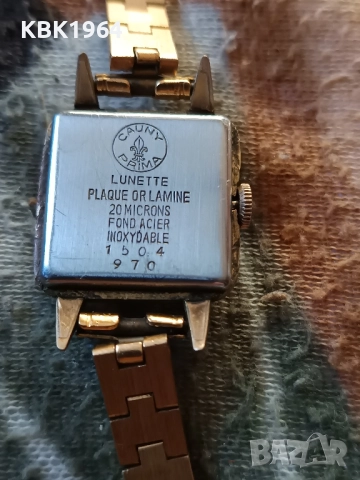 KBK1964
CAUNY
PRIMA
LUNETTE
PLAQUE OR LAMINE
20 MICRONS
FOND ACIER
INOXYDABLE
1504
970
BAZAR